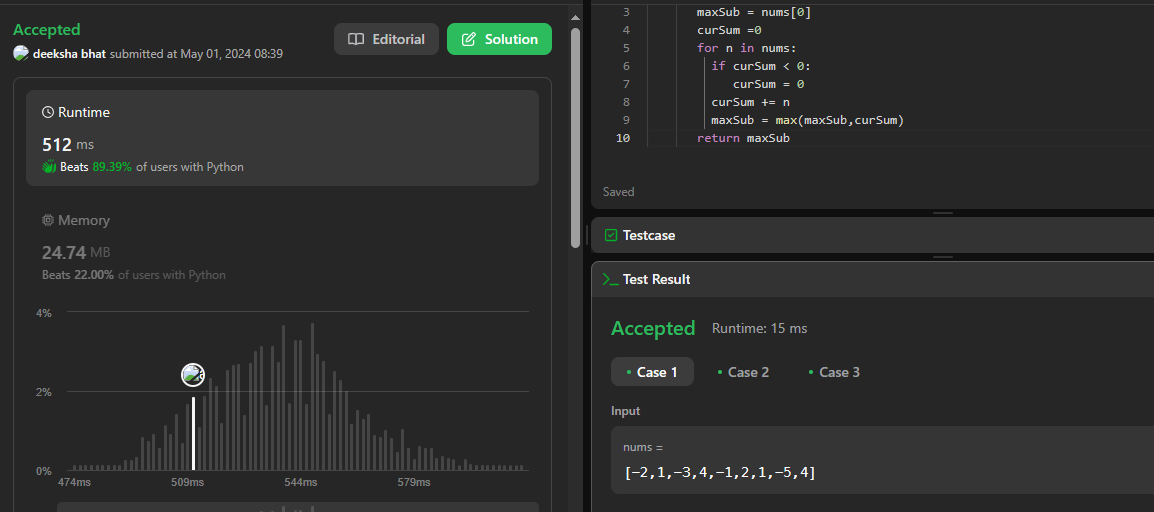 Accepted
deeksha bhat submitted at May 01, 2024 08:39
Editorial
Solution
Runtime
512 ms
Beats 89.39% of users with Python
Memory
24.74 MB
Beats 22.00% of users with Python
4%
2%
0%
474ms 509ms 544ms 579ms
3 maxSub = nums[0]
4 curSum =0
5 for n in nums:
6 if curSum < 0:
7 curSum = 0
8 curSum += n
9 maxSub = max(maxSub,curSum)
10 return maxSub
Saved
Testcase
>_ Test Result
Accepted Runtime: 15 ms
• Case 1 • Case 2 • Case 3
Input
nums =
[−2,1,−3,4,−1,2,1,−5,4]